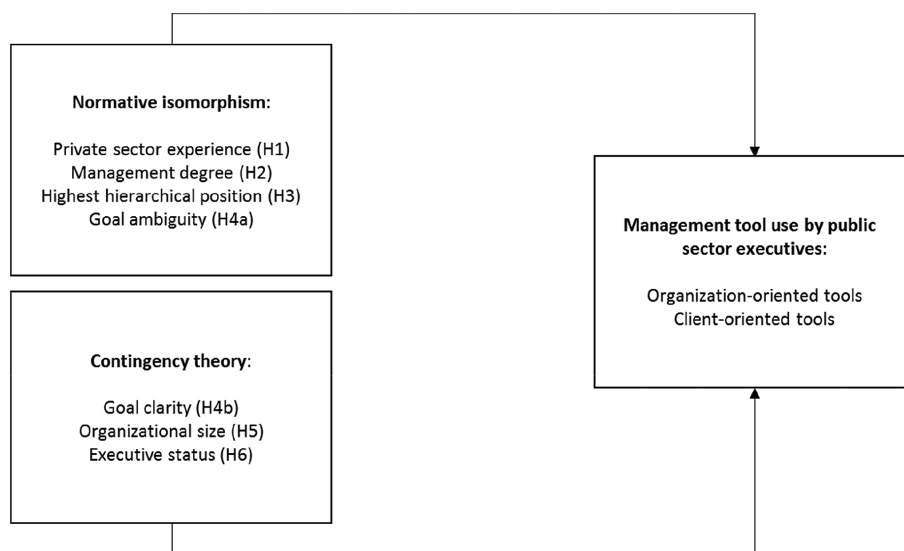 Normative isomorphism:
Private sector experience (H1)
Management degree (H2)
Highest hierarchical position (H3)
Goal ambiguity (H4a)
Contingency theory:
Goal clarity (H4b)
Organizational size (H5)
Executive status (H6)
Management tool use by public
sector executives:
Organization-oriented tools
Client-oriented tools